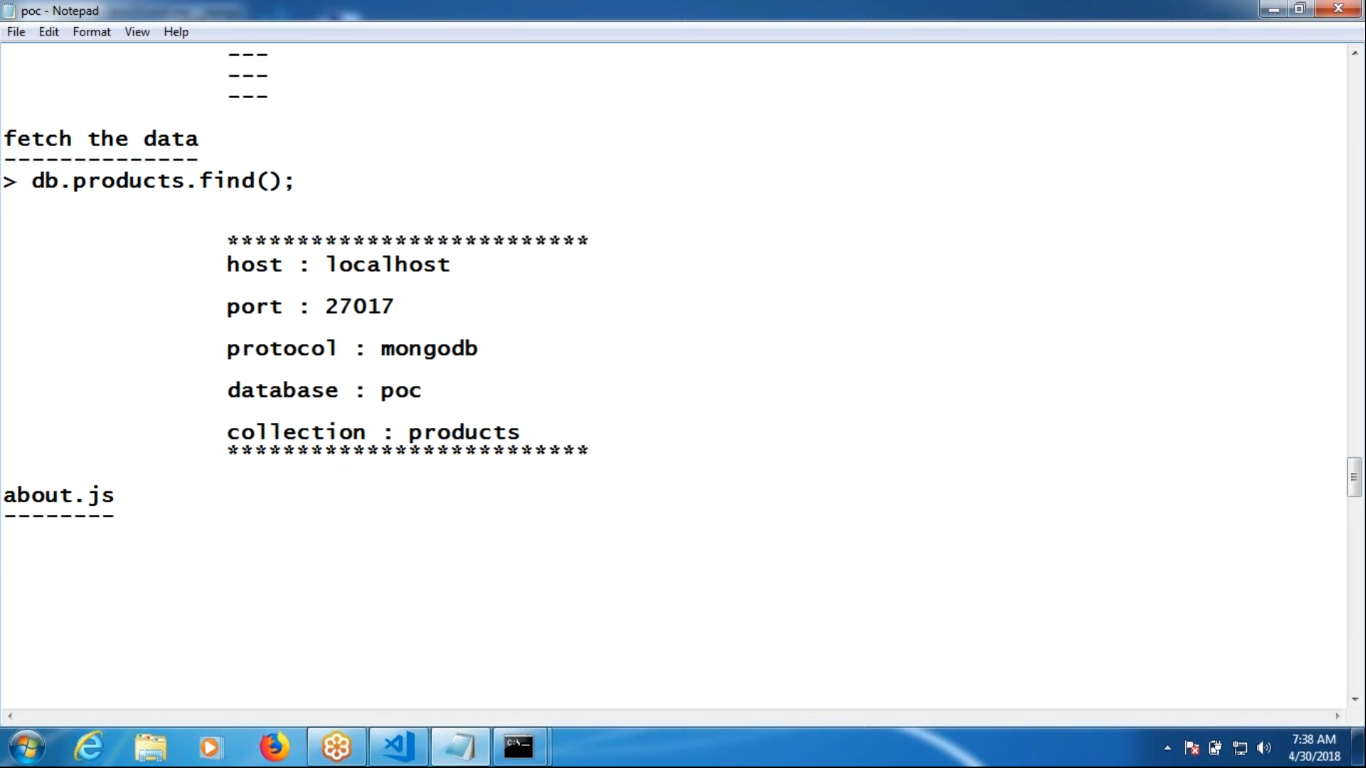 poc - Notepad
File Edit Format View Help
---
---
---
fetch the data
--------------
> db.products.find();
**************************
host : localhost
port : 27017
protocol : mongodb
database : poc
collection : products
**************************
about.js
--------
7:38 AM
4/30/2018